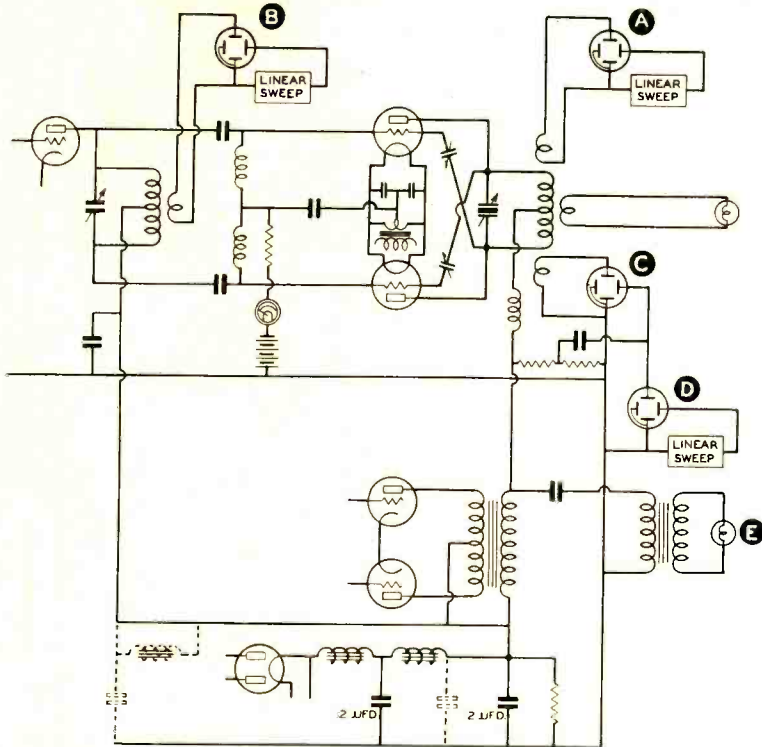 B
LINEAR
SWEEP
A
LINEAR
SWEEP
C
D
LINEAR
SWEEP
E
.2 µFD.
2 µFD.